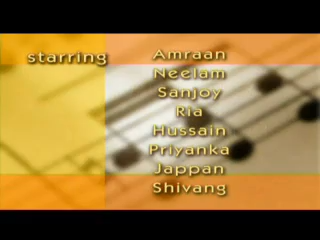 starring
Amraan
Neelam
Sanjoy
Ria
Hussain
Priyanka
Jappan
Shivang